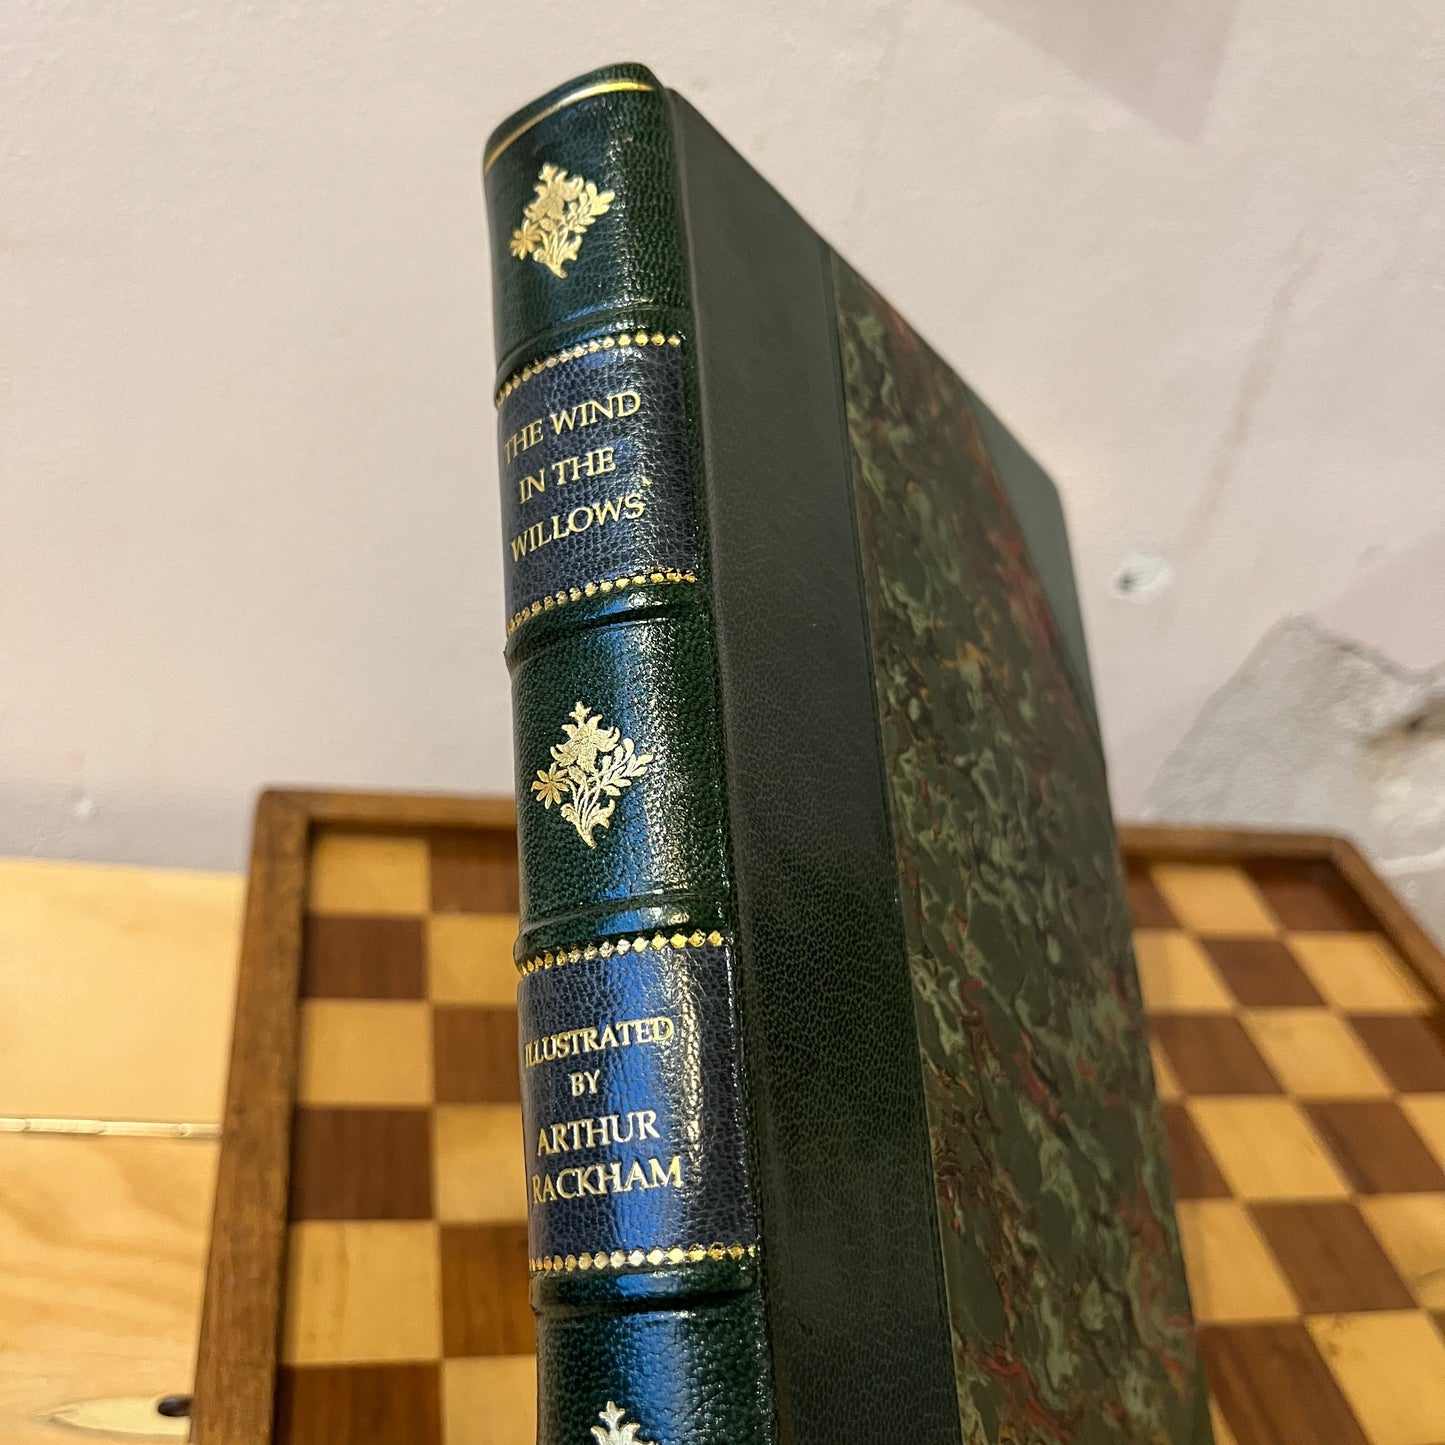 THE WIND
IN THE
WILLOWS
ILLUSTRATED
BY
ARTHUR
RACKHAM